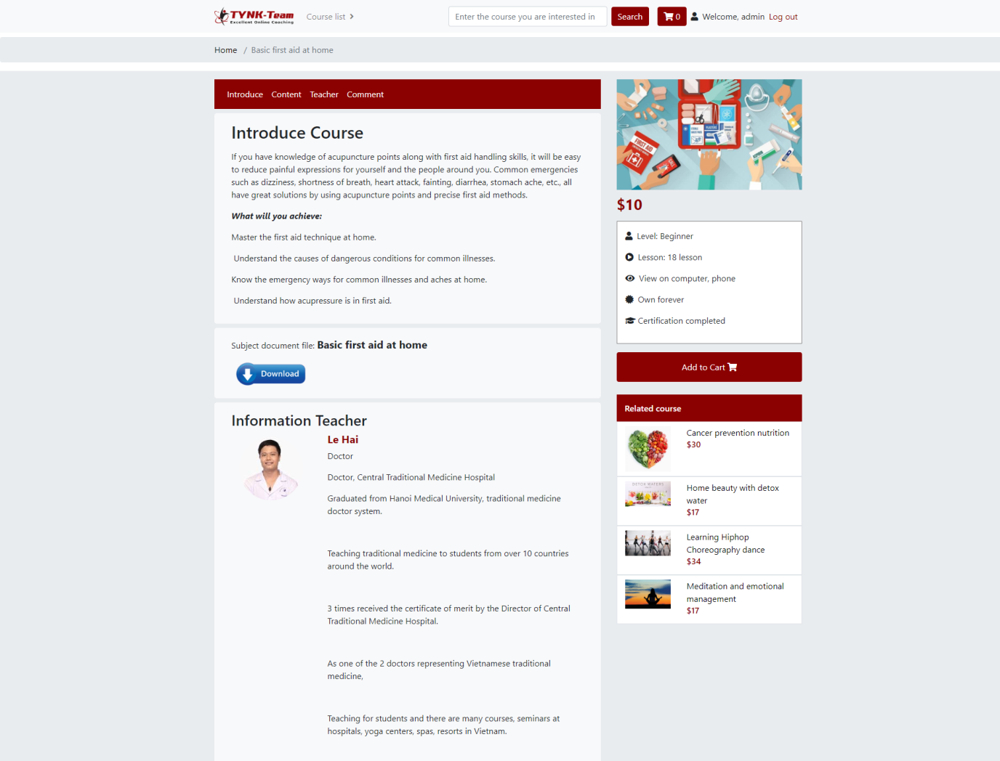 TYNK-Team
Excellent Online Coaching
Course list
Enter the course you are interested in
Search
0
Welcome, admin
Log out
Home / Basic first aid at home
Introduce Content Teacher Comment
Introduce Course
If you have knowledge of acupuncture points along with first aid handling skills, it will be easy
to reduce painful expressions for yourself and the people around you. Common emergencies
such as dizziness, shortness of breath, heart attack, fainting, diarrhea, stomach ache, etc., all
have great solutions by using acupuncture points and precise first aid methods.
What will you achieve:
Master the first aid technique at home.
Understand the causes of dangerous conditions for common illnesses.
Know the emergency ways for common illnesses and aches at home.
Understand how acupressure is in first aid.
Subject document file: Basic first aid at home
Download
Information Teacher
Le Hai
Doctor
Doctor, Central Traditional Medicine Hospital
Graduated from Hanoi Medical University, traditional medicine
doctor system.
Teaching traditional medicine to students from over 10 countries
around the world.
3 times received the certificate of merit by the Director of Central
Traditional Medicine Hospital.
As one of the 2 doctors representing Vietnamese traditional
medicine,
Teaching for students and there are many courses, seminars at
hospitals, yoga centers, spas, resorts in Vietnam.
FIRST AID
PLASTERS
ASPIRIN
$10
Level: Beginner
Lesson: 18 lesson
View on computer, phone
Own forever
Certification completed
Add to Cart
Related course
Cancer prevention nutrition
$30
DETOX WATERS
Home beauty with detox
water
$17
Learning Hiphop
Choreography dance
$34
Meditation and emotional
management
$17